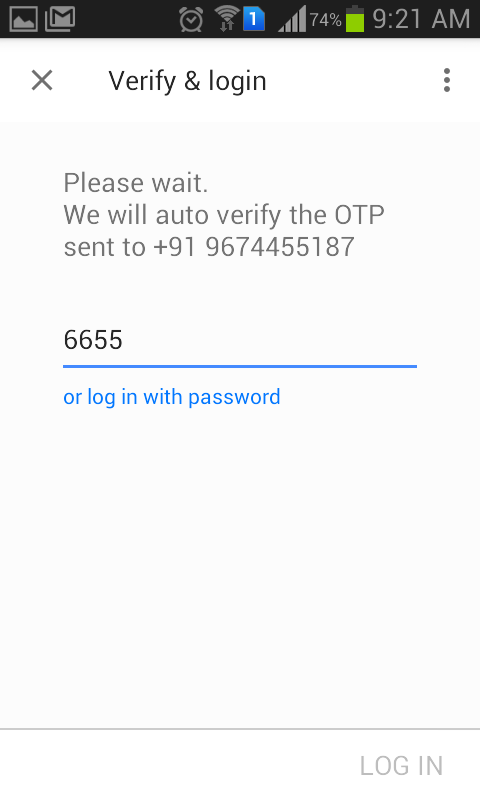 1 74% 9:21 AM
Verify & login
Please wait.
We will auto verify the OTP
sent to +91 9674455187
6655
or log in with password
LOG IN